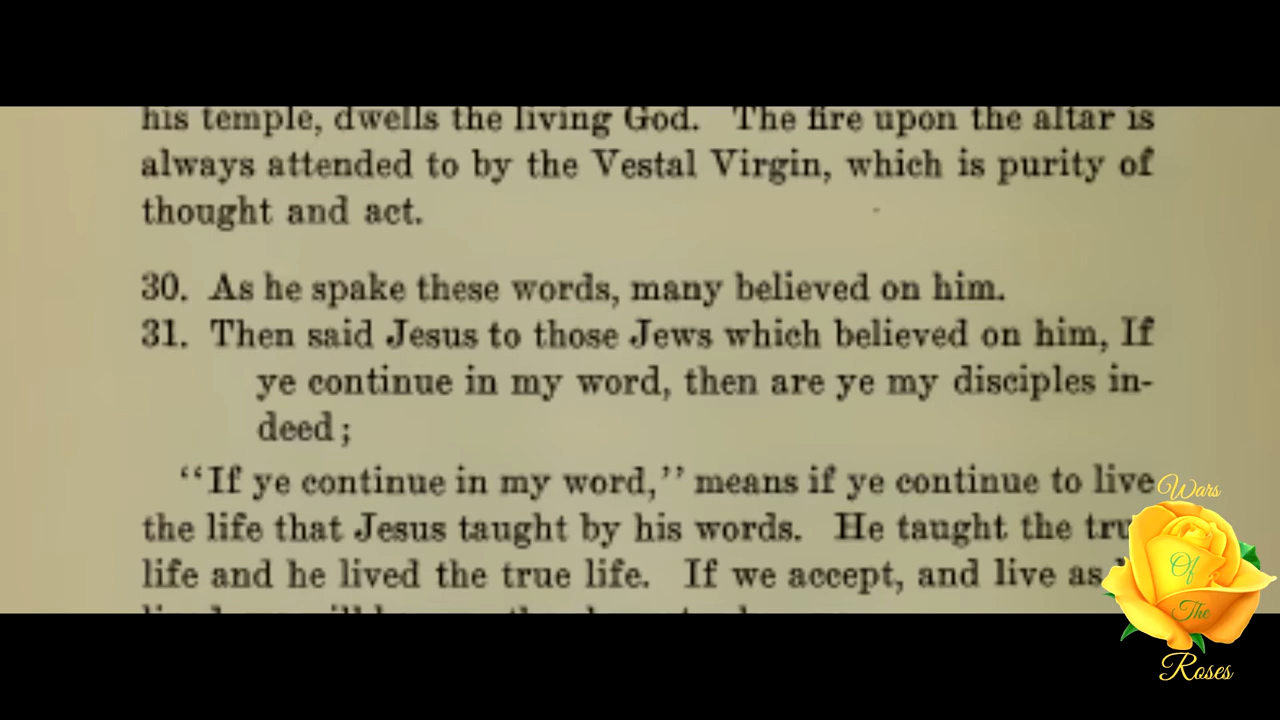 his temple, dwells the living God. The fire upon the altar is
always attended to by the Vestal Virgin, which is purity of
thought and act.
30. As he spake these words, many believed on him.
31. Then said Jesus to those Jews which believed on him, If
ye continue in my word, then are ye my disciples in-
deed;
“If ye continue in my word,” means if ye continue to live
the life that Jesus taught by his words. He taught the
life and he lived the true life. If we accept, and live as
Wars
Of
The
Roses